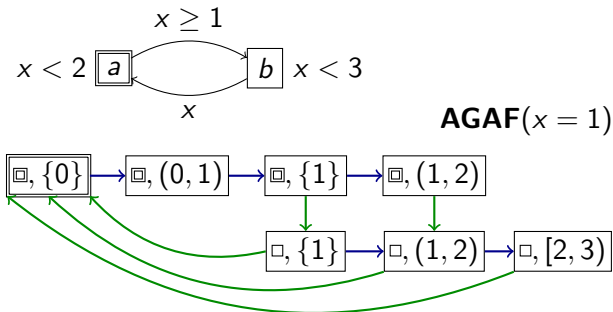 x ≥ 1
x < 2 a b x < 3
x
AGAF(x = 1)
⧈, {0} ⧈, (0, 1) ⧈, {1} ⧈, (1, 2)
□, {1} □, (1, 2) □, [2, 3)